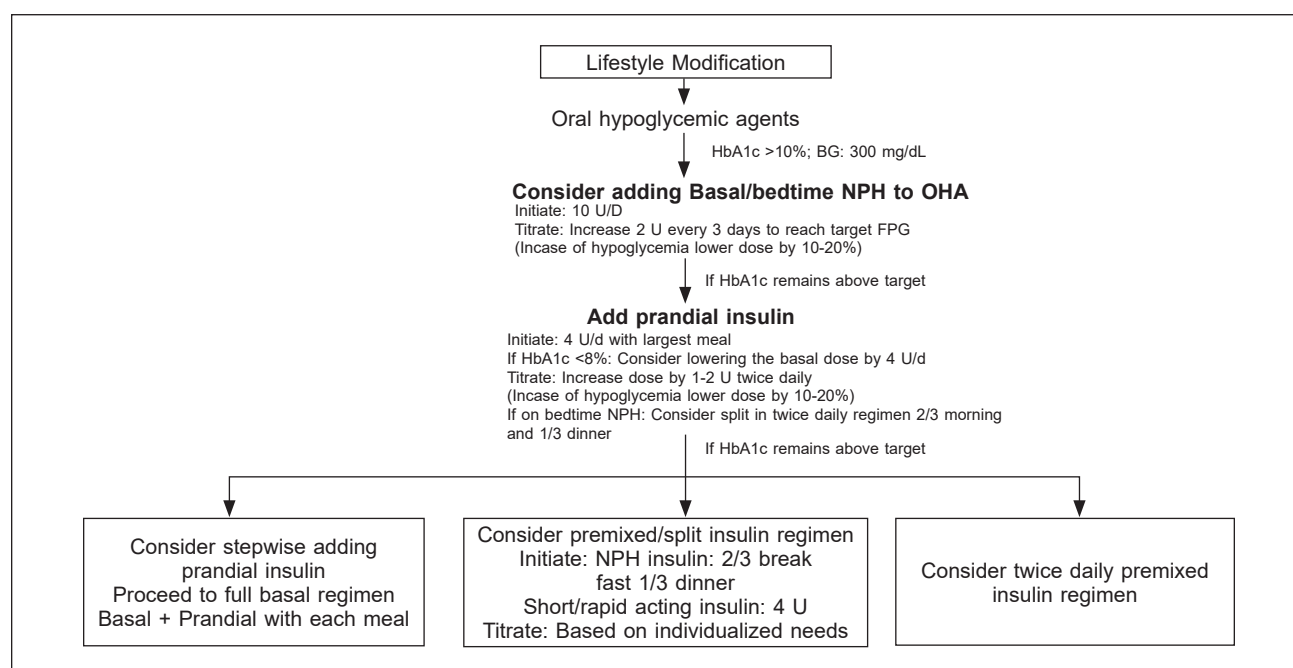 Lifestyle Modification
Oral hypoglycemic agents
HbA1c >10%; BG: 300 mg/dL
Consider adding Basal/bedtime NPH to OHA
Initiate: 10 U/D
Titrate: Increase 2 U every 3 days to reach target FPG
(Incase of hypoglycemia lower dose by 10-20%)
If HbA1c remains above target
Add prandial insulin
Initiate: 4 U/d with largest meal
If HbA1c <8%: Consider lowering the basal dose by 4 U/d
Titrate: Increase dose by 1-2 U twice daily
(Incase of hypoglycemia lower dose by 10-20%)
If on bedtime NPH: Consider split in twice daily regimen 2/3 morning
and 1/3 dinner
If HbA1c remains above target
Consider stepwise adding
prandial insulin
Proceed to full basal regimen
Basal + Prandial with each meal
Consider premixed/split insulin regimen
Initiate: NPH insulin: 2/3 break
fast 1/3 dinner
Short/rapid acting insulin: 4 U
Titrate: Based on individualized needs
Consider twice daily premixed
insulin regimen